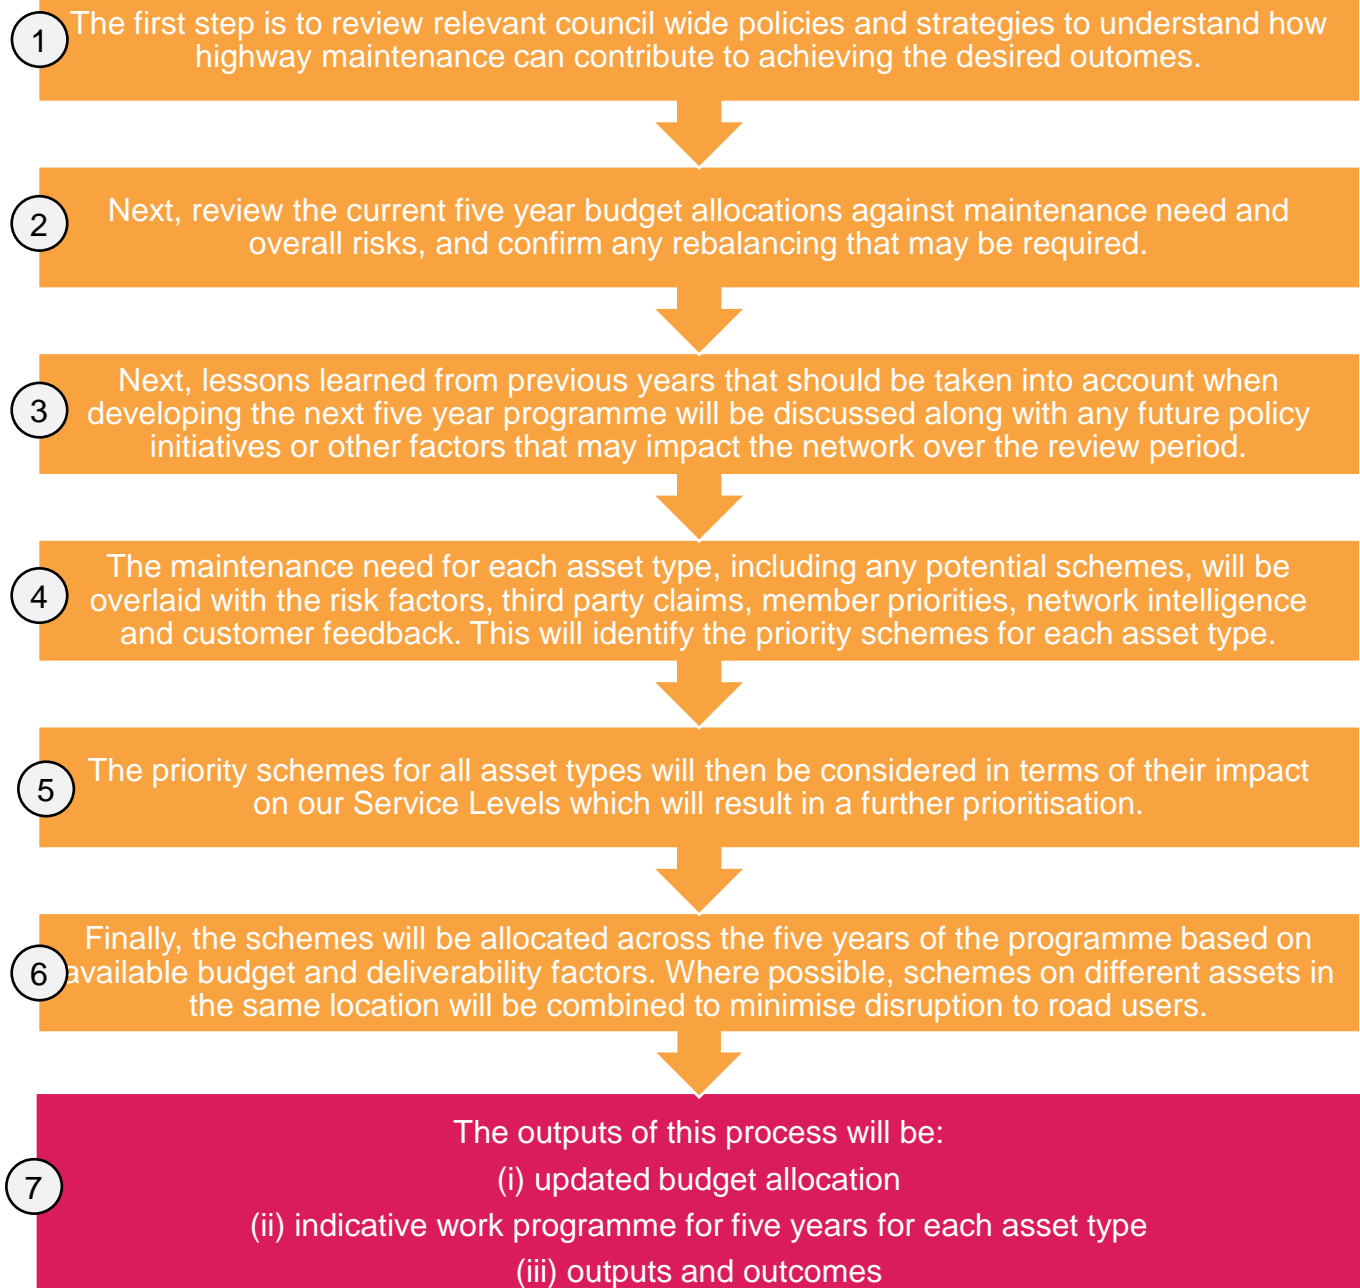 1
The first step is to review relevant council wide policies and strategies to understand how
highway maintenance can contribute to achieving the desired outcomes.
2
Next, review the current five year budget allocations against maintenance need and
overall risks, and confirm any rebalancing that may be required.
3
Next, lessons learned from previous years that should be taken into account when
developing the next five year programme will be discussed along with any future policy
initiatives or other factors that may impact the network over the review period.
4
The maintenance need for each asset type, including any potential schemes, will be
overlaid with the risk factors, third party claims, member priorities, network intelligence
and customer feedback. This will identify the priority schemes for each asset type.
5
The priority schemes for all asset types will then be considered in terms of their impact
on our Service Levels which will result in a further prioritisation.
6
Finally, the schemes will be allocated across the five years of the programme based on
available budget and deliverability factors. Where possible, schemes on different assets in
the same location will be combined to minimise disruption to road users.
7
The outputs of this process will be:
(i) updated budget allocation
(ii) indicative work programme for five years for each asset type
(iii) outputs and outcomes